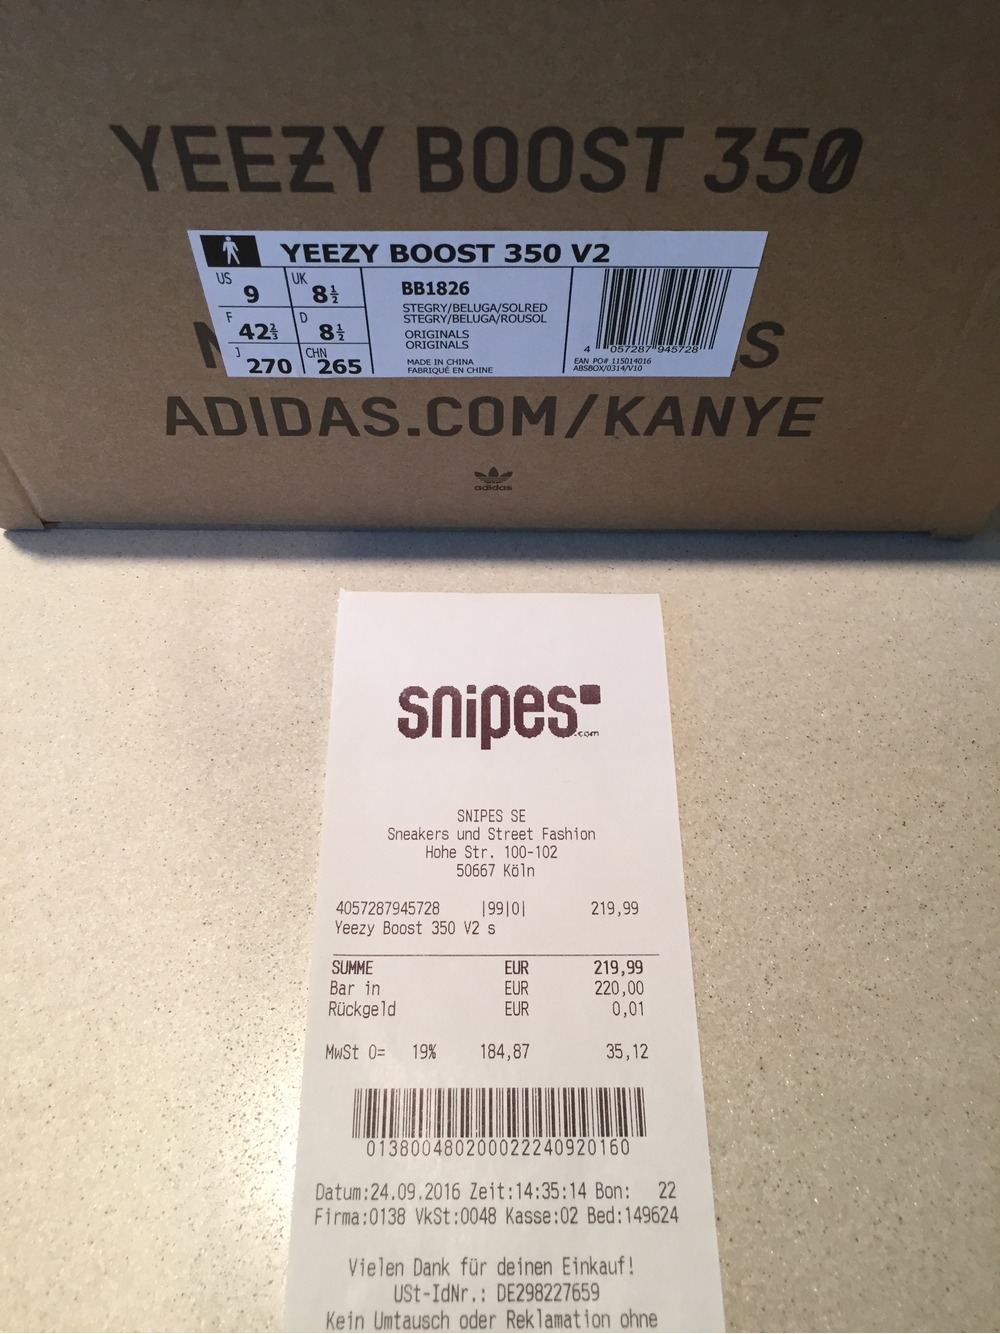 YEEZY BOOST 350
YEEZY BOOST 350 V2
US 9
UK 8½
F 42⅔
D 8½
J 270
CHN 265
BB1826
STEGRY/BELUGA/SOLRED
STEGRY/BELUGA/ROUSOL
ORIGINALS
ORIGINALS
MADE IN CHINA
FABRIQUÉ EN CHINE
4 057287 945728
EAN PO# 115014016
ABSBOX/0314/V10
ADIDAS.COM/KANYE
adidas
snipes
.com
SNIPES SE
Sneakers und Street Fashion
Hohe Str. 100-102
50667 Köln
4057287945728 |99|0| 219,99
Yeezy Boost 350 V2 s
SUMME EUR 219,99
Bar in EUR 220,00
Rückgeld EUR 0,01
MwSt O= 19% 184,87 35,12
013800480200022240920160
Datum:24.09.2016 Zeit:14:35:14 Bon: 22
Firma:0138 VkSt:0048 Kasse:02 Bed:149624
Vielen Dank für deinen Einkauf!
USt-IdNr.: DE298227659
Kein Umtausch oder Reklamation ohne